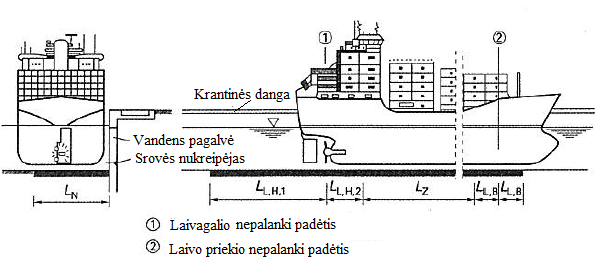 ① ②
Krantinės danga
Vandens pagalvė
Srovės nukreipėjas
L_N L_L,H,1 L_L,H,2 L_Z L_L,B L_L,B
① Laivagalio nepalanki padėtis
② Laivo priekio nepalanki padėtis